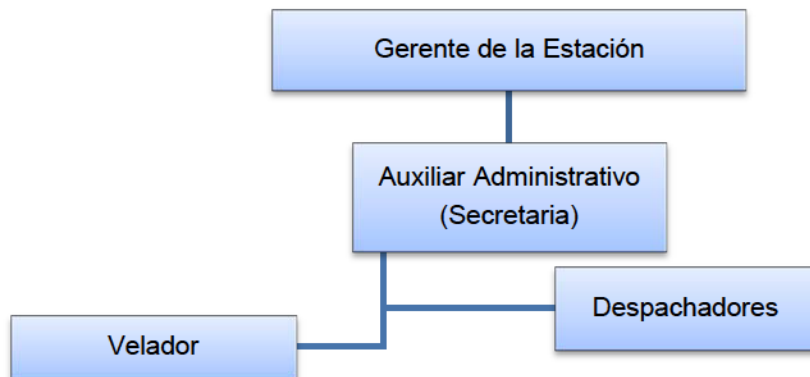 Gerente de la Estación
Auxiliar Administrativo
(Secretaria)
Despachadores
Velador